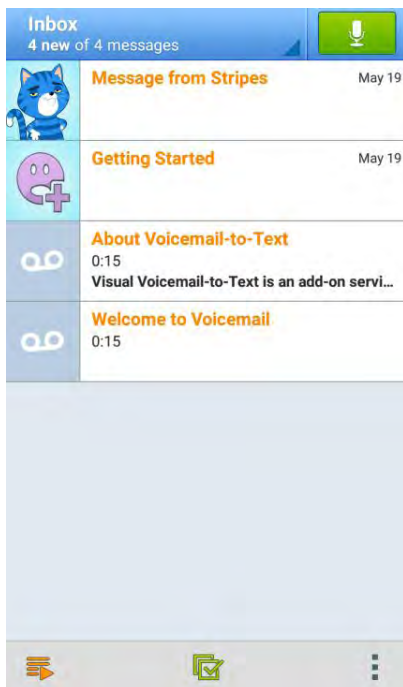 Inbox
4 new of 4 messages
Message from Stripes
May 19
Getting Started
May 19
About Voicemail-to-Text
0:15
Visual Voicemail-to-Text is an add-on servi...
Welcome to Voicemail
0:15